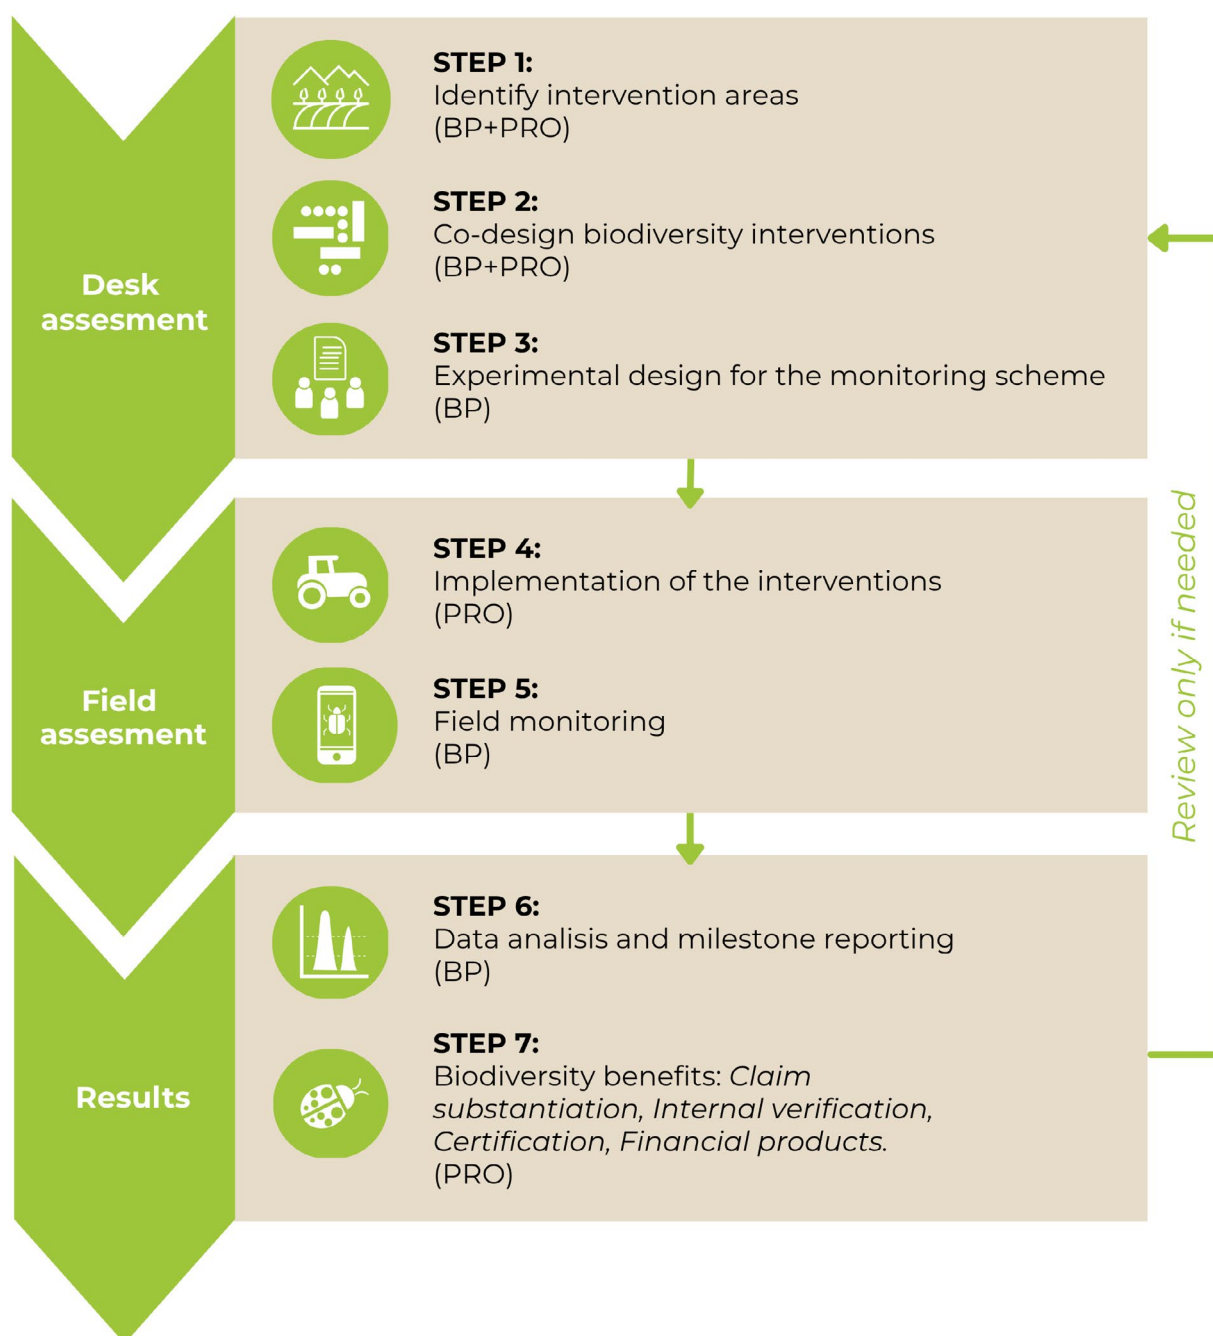 STEP 1:
Identify intervention areas
(BP+PRO)
STEP 2:
Co-design biodiversity interventions
(BP+PRO)
Desk
assesment
STEP 3:
Experimental design for the monitoring scheme
(BP)
STEP 4:
Implementation of the interventions
(PRO)
Field
assesment
STEP 5:
Field monitoring
(BP)
Review only if needed
STEP 6:
Data analisis and milestone reporting
(BP)
Results
STEP 7:
Biodiversity benefits: Claim
substantiation, Internal verification,
Certification, Financial products.
(PRO)